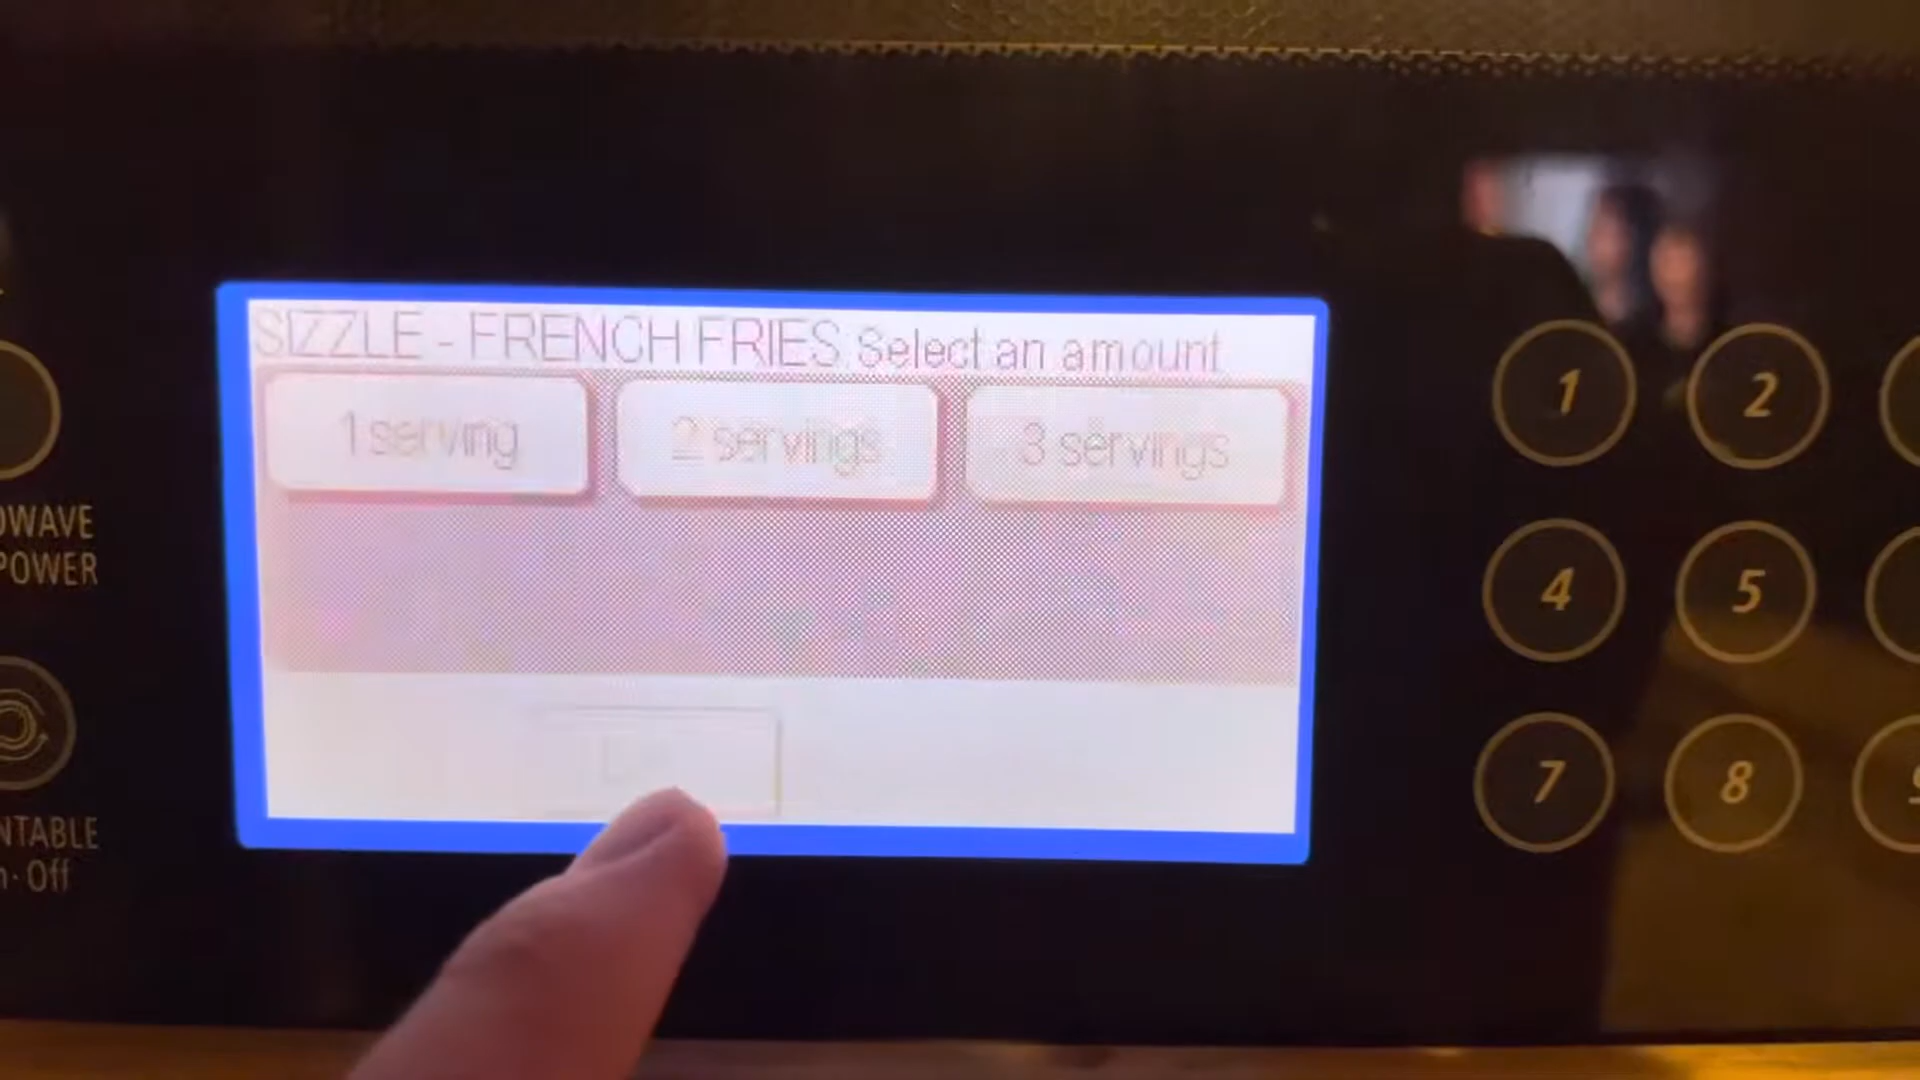 SIZZLE - FRENCH FRIES: Select an amount
1 serving
2 servings
3 servings
OWAVE
POWER
NTABLE
· Off
1
2
4
5
7
8